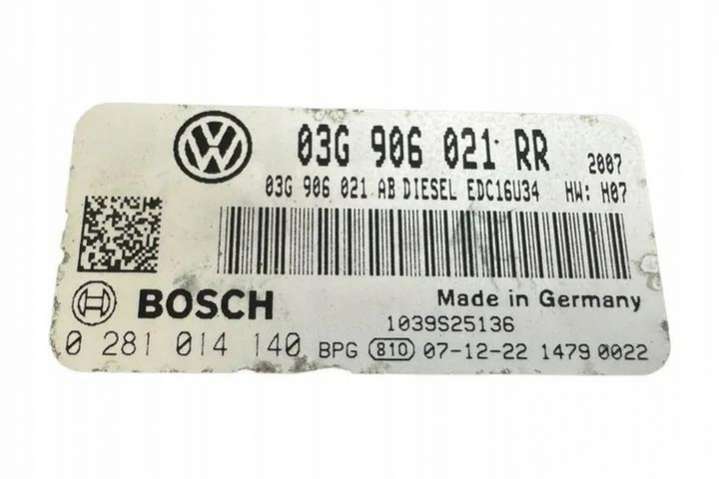 03G 906 021 RR 2007
03G 906 021 AB DIESEL EDC16U34 HW: H07
BOSCH Made in Germany
1039S25136
0 281 014 140 BPG 810 07-12-22 1479 0022